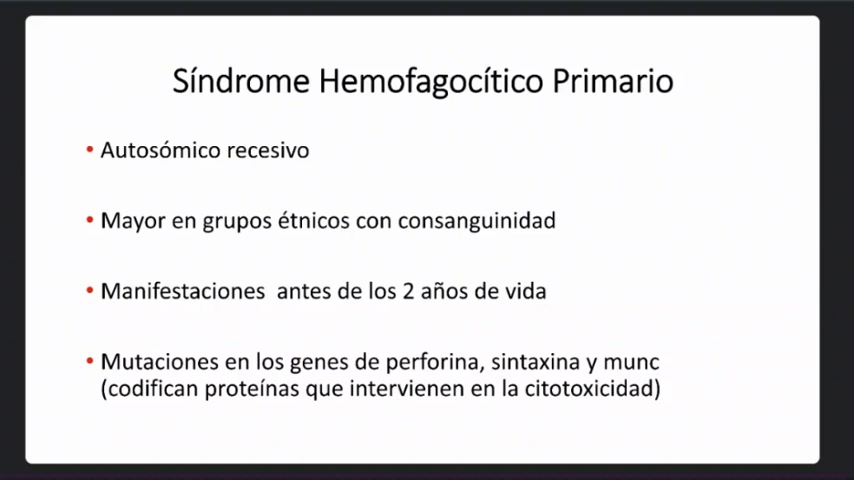 Síndrome Hemofagocítico Primario
• Autosómico recesivo
• Mayor en grupos étnicos con consanguinidad
• Manifestaciones  antes de los 2 años de vida
• Mutaciones en los genes de perforina, sintaxina y munc
(codifican proteínas que intervienen en la citotoxicidad)